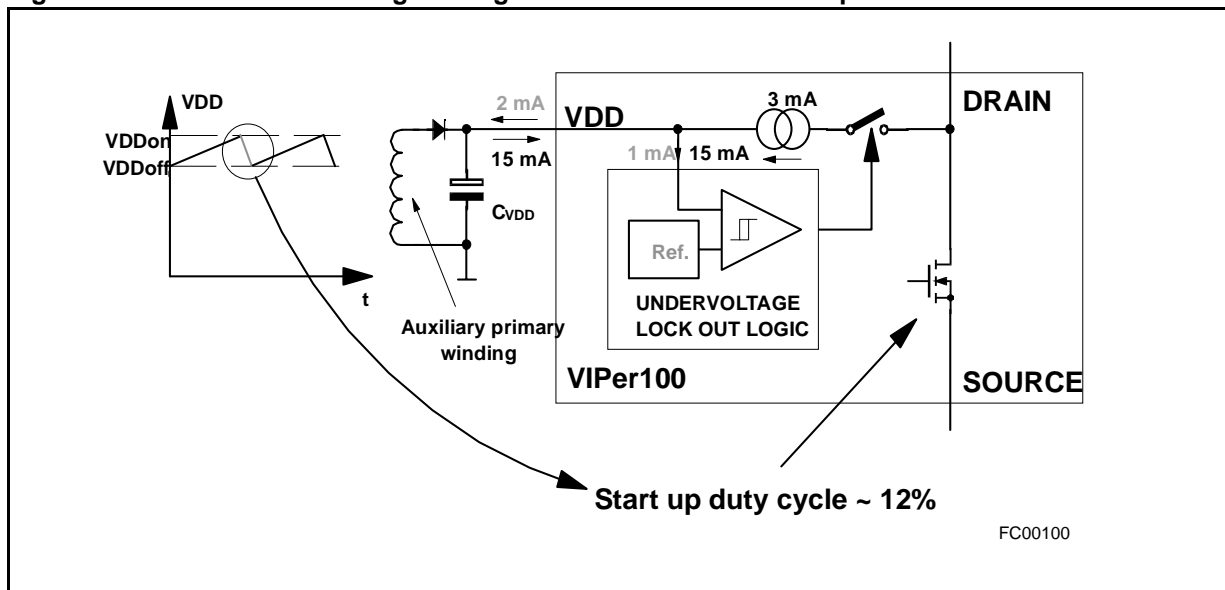 VDD
VDDon
VDDoff
t
2 mA
15 mA
CVDD
Auxiliary primary
winding
VDD
3 mA
1 mA
15 mA
Ref.
UNDERVOLTAGE
LOCK OUT LOGIC
VIPer100
DRAIN
SOURCE
Start up duty cycle ~ 12%
FC00100